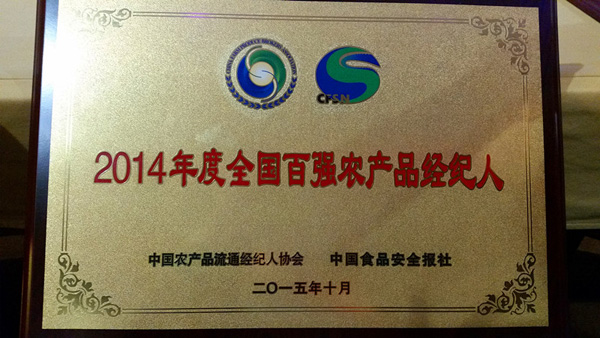 CFSN
2014年度全国百强农产品经纪人
中国农产品流通经纪人协会 中国食品安全报社
二〇一五年十月